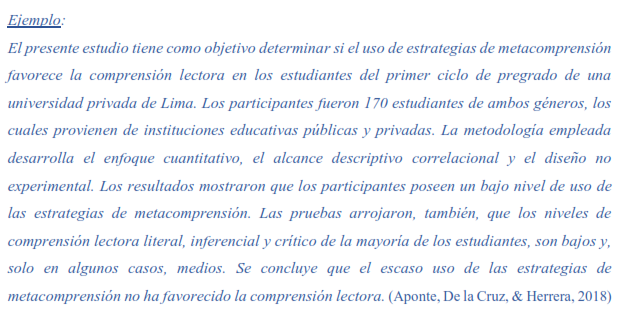 Ejemplo:
El presente estudio tiene como objetivo determinar si el uso de estrategias de metacomprensión
favorece la comprensión lectora en los estudiantes del primer ciclo de pregrado de una
universidad privada de Lima. Los participantes fueron 170 estudiantes de ambos géneros, los
cuales provienen de instituciones educativas públicas y privadas. La metodología empleada
desarrolla el enfoque cuantitativo, el alcance descriptivo correlacional y el diseño no
experimental. Los resultados mostraron que los participantes poseen un bajo nivel de uso de
las estrategias de metacomprensión. Las pruebas arrojaron, también, que los niveles de
comprensión lectora literal, inferencial y crítico de la mayoría de los estudiantes, son bajos y,
solo en algunos casos, medios. Se concluye que el escaso uso de las estrategias de
metacomprensión no ha favorecido la comprensión lectora. (Aponte, De la Cruz, & Herrera, 2018)